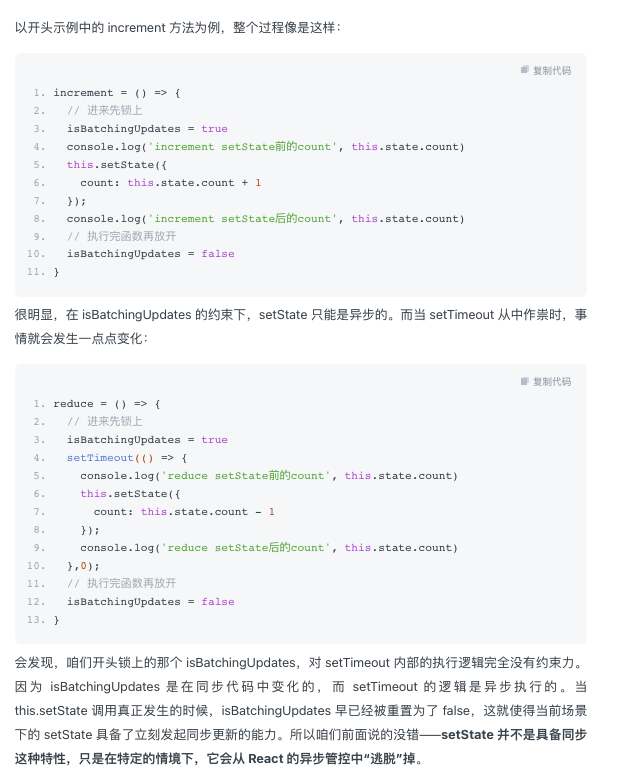 以开头示例中的 increment 方法为例，整个过程像是这样：
复制代码
1. increment = () => {
2.   // 进来先锁上
3.   isBatchingUpdates = true
4.   console.log('increment setState前的count', this.state.count)
5.   this.setState({
6.     count: this.state.count + 1
7.   });
8.   console.log('increment setState后的count', this.state.count)
9.   // 执行完函数再放开
10.   isBatchingUpdates = false
11. }
很明显，在 isBatchingUpdates 的约束下，setState 只能是异步的。而当 setTimeout 从中作祟时，事
情就会发生一点点变化：
复制代码
1. reduce = () => {
2.   // 进来先锁上
3.   isBatchingUpdates = true
4.   setTimeout(() => {
5.     console.log('reduce setState前的count', this.state.count)
6.     this.setState({
7.       count: this.state.count - 1
8.     });
9.     console.log('reduce setState后的count', this.state.count)
10.   },0);
11.   // 执行完函数再放开
12.   isBatchingUpdates = false
13. }
会发现，咱们开头锁上的那个 isBatchingUpdates，对 setTimeout 内部的执行逻辑完全没有约束力。
因为 isBatchingUpdates 是在同步代码中变化的，而 setTimeout 的逻辑是异步执行的。当
this.setState 调用真正发生的时候，isBatchingUpdates 早已经被重置为了 false，这就使得当前场景
下的 setState 具备了立刻发起同步更新的能力。所以咱们前面说的没错——setState 并不是具备同步
这种特性，只是在特定的情境下，它会从 React 的异步管控中“逃脱”掉。